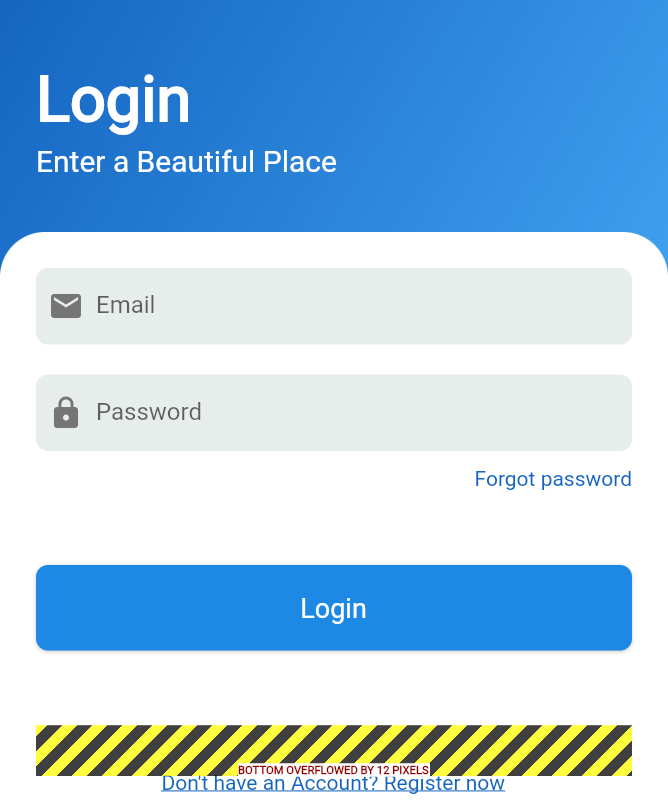 Login
Enter a Beautiful Place
Email
Password
Forgot password
Login
BOTTOM OVERFLOWED BY 12 PIXELS
Don't have an Account? Register now